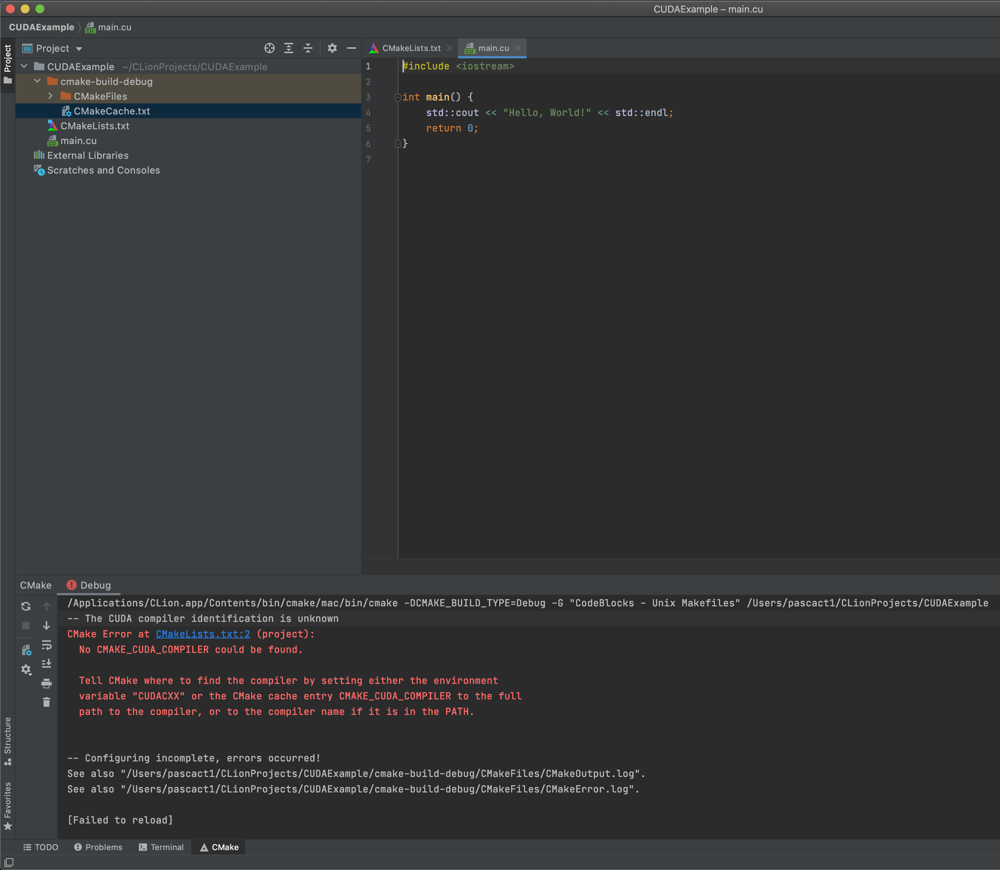 CUDAExample – main.cu
CUDAExample main.cu
Project
Project
CUDAExample ~/CLionProjects/CUDAExample
cmake-build-debug
CMakeFiles
CMakeCache.txt
CMakeLists.txt
CU main.cu
External Libraries
Scratches and Consoles
CMakeLists.txt
CU main.cu
1 #include <iostream>
2
3 int main() {
4 std::cout << "Hello, World!" << std::endl;
5 return 0;
6 }
7
CMake Debug
/Applications/CLion.app/Contents/bin/cmake/mac/bin/cmake -DCMAKE_BUILD_TYPE=Debug -G "CodeBlocks - Unix Makefiles" /Users/pascact1/CLionProjects/CUDAExample
-- The CUDA compiler identification is unknown
CMake Error at CMakeLists.txt:2 (project):
No CMAKE_CUDA_COMPILER could be found.
Tell CMake where to find the compiler by setting either the environment
variable "CUDACXX" or the CMake cache entry CMAKE_CUDA_COMPILER to the full
path to the compiler, or to the compiler name if it is in the PATH.
-- Configuring incomplete, errors occurred!
See also "/Users/pascact1/CLionProjects/CUDAExample/cmake-build-debug/CMakeFiles/CMakeOutput.log".
See also "/Users/pascact1/CLionProjects/CUDAExample/cmake-build-debug/CMakeFiles/CMakeError.log".
[Failed to reload]
Structure
Favorites
TODO Problems Terminal CMake